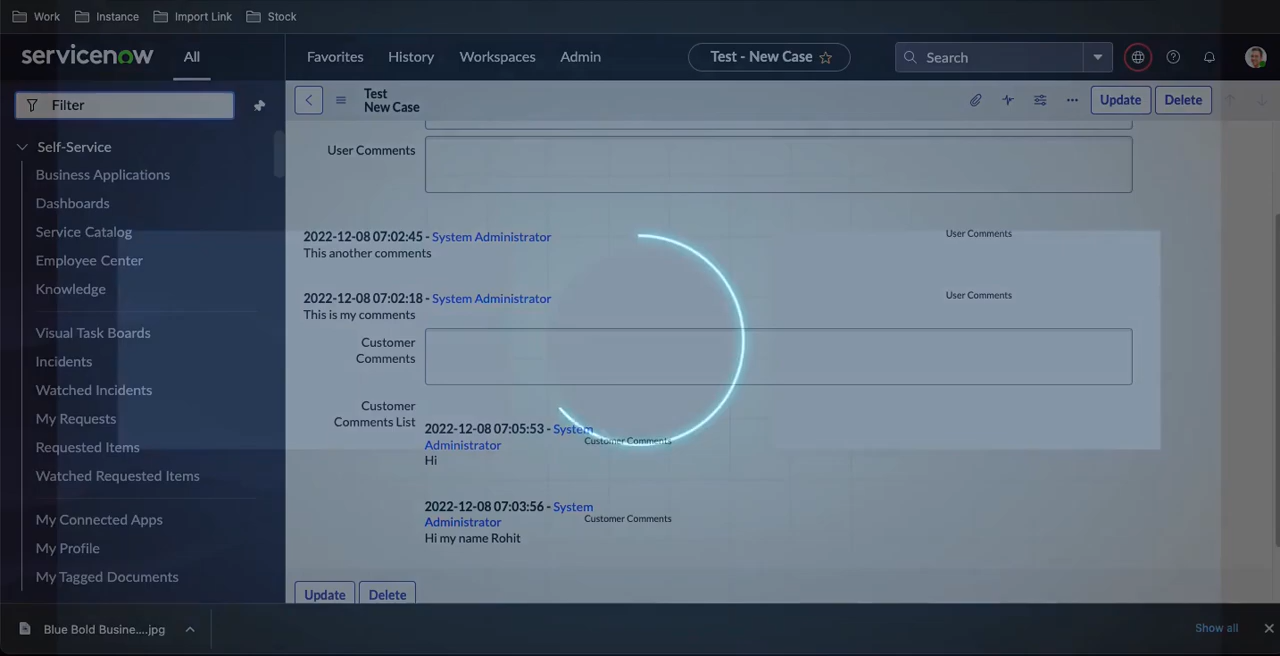 Work Instance Import Link Stock
servicenow All Favorites History Workspaces Admin Test - New Case Search
Filter
Test
New Case
Update Delete
Self-Service
Business Applications
Dashboards
Service Catalog
Employee Center
Knowledge
Visual Task Boards
Incidents
Watched Incidents
My Requests
Requested Items
Watched Requested Items
My Connected Apps
My Profile
My Tagged Documents
User Comments
2022-12-08 07:02:45 - System Administrator User Comments
This another comments
2022-12-08 07:02:18 - System Administrator User Comments
This is my comments
Customer
Comments
Customer
Comments List
2022-12-08 07:05:53 - System
Administrator Customer Comments
Hi
2022-12-08 07:03:56 - System
Administrator Customer Comments
Hi my name Rohit
Update Delete
Blue Bold Busine....jpg Show all